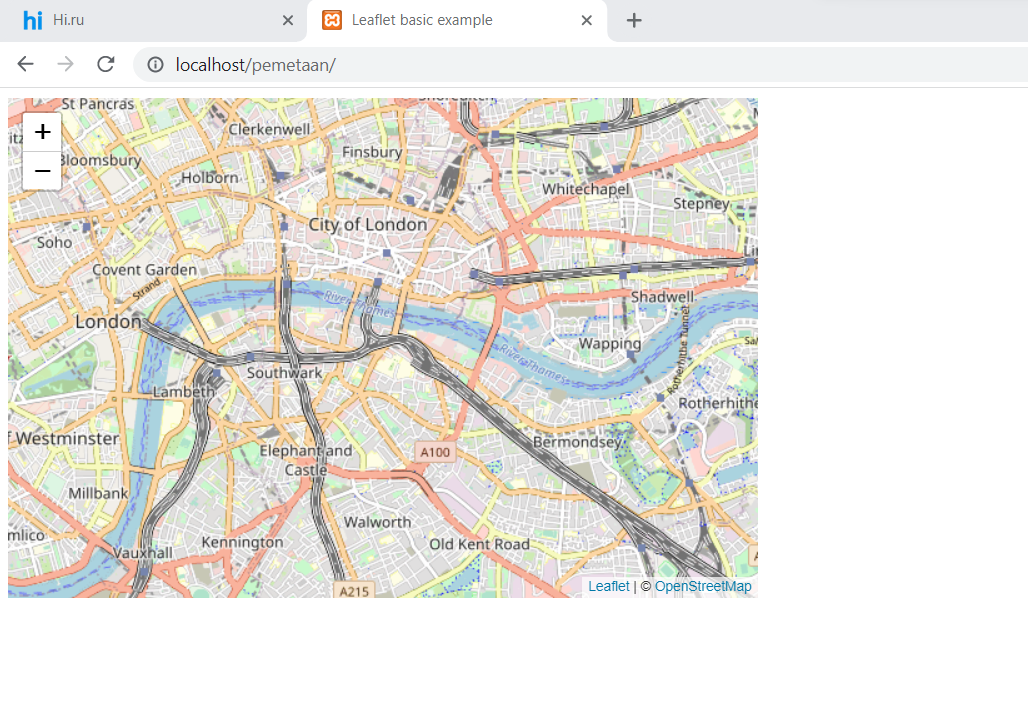 hi Hi.ru
Leaflet basic example
localhost/pemetaan/
St Pancras
+
−
Clerkenwell
Bloomsbury
Finsbury
Holborn
Whitechapel
Stepney
City of London
Soho
Covent Garden
Strand
River Thames
Shadwell
London
Rotherhithe Tunnel
Wapping
River Thames
Southwark
Lambeth
Rotherhithe
f Westminster
Bermondsey
Elephant and
Castle
A100
Millbank
Walworth
mlico
Kennington
Old Kent Road
Vauxhall
A215
Leaflet | © OpenStreetMap